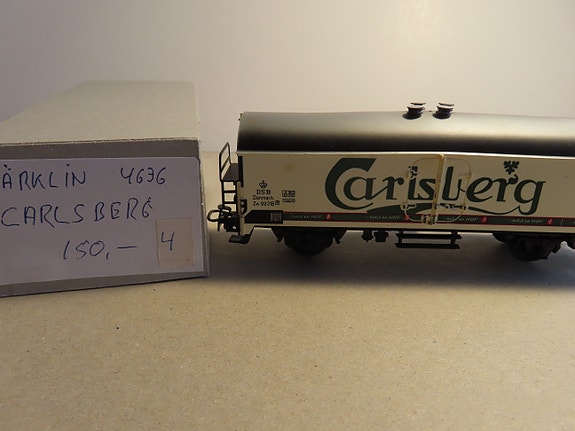 ÄRKLIN 4636
CARLSBERG
150,— 4
DSB
Danmark
Carlsberg